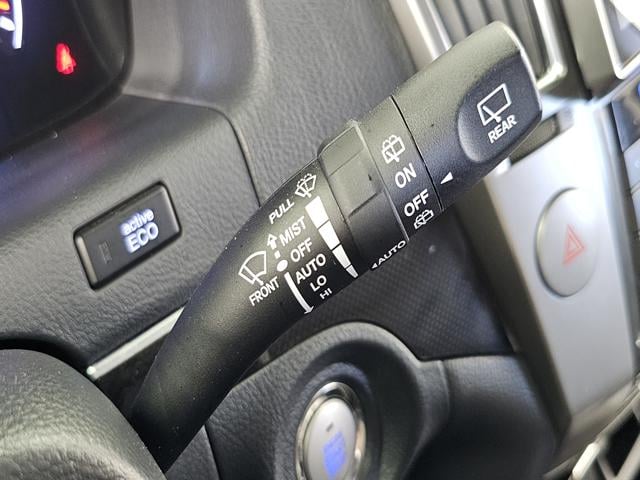 REAR
ON
OFF
PULL
MIST
OFF
AUTO
LO
HI
FRONT
AUTO
active
ECO